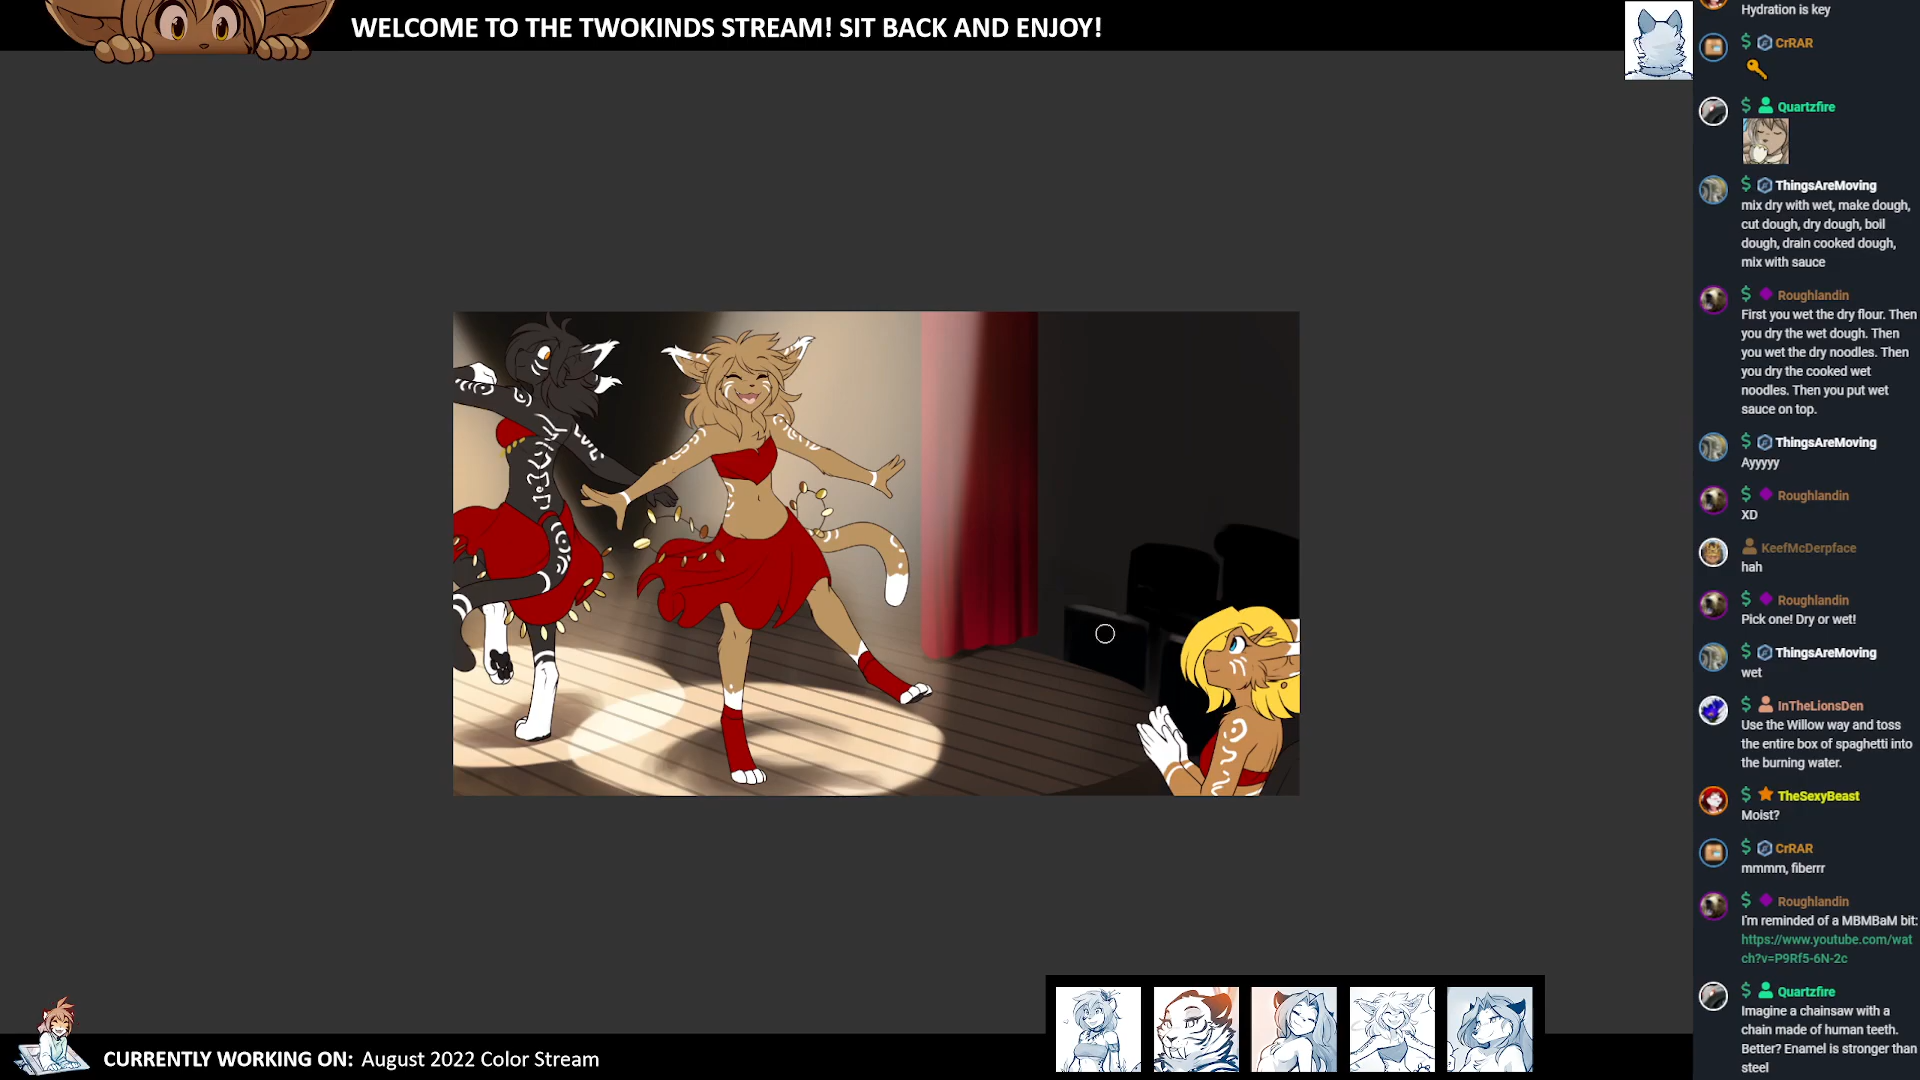 WELCOME TO THE TWOKINDS STREAM! SIT BACK AND ENJOY!
Hydration is key
CrRAR
Quartzfire
ThingsAreMoving
mix dry with wet, make dough,
cut dough, dry dough, boil
dough, drain cooked dough,
mix with sauce
Roughlandin
First you wet the dry flour. Then
you dry the wet dough. Then
you wet the dry noodles. Then
you dry the cooked wet
noodles. Then you put wet
sauce on top.
ThingsAreMoving
Ayyyyy
Roughlandin
XD
KeefMcDerpface
hah
Roughlandin
Pick one! Dry or wet!
ThingsAreMoving
wet
InTheLionsDen
Use the Willow way and toss
the entire box of spaghetti into
the burning water.
TheSexyBeast
Moist?
CrRAR
mmmm, fiberrr
Roughlandin
I'm reminded of a MBMBaM bit:
https://www.youtube.com/wat
ch?v=P9Rf5-6N-2c
Quartzfire
Imagine a chainsaw with a
chain made of human teeth.
Better? Enamel is stronger than
steel
CURRENTLY WORKING ON: August 2022 Color Stream